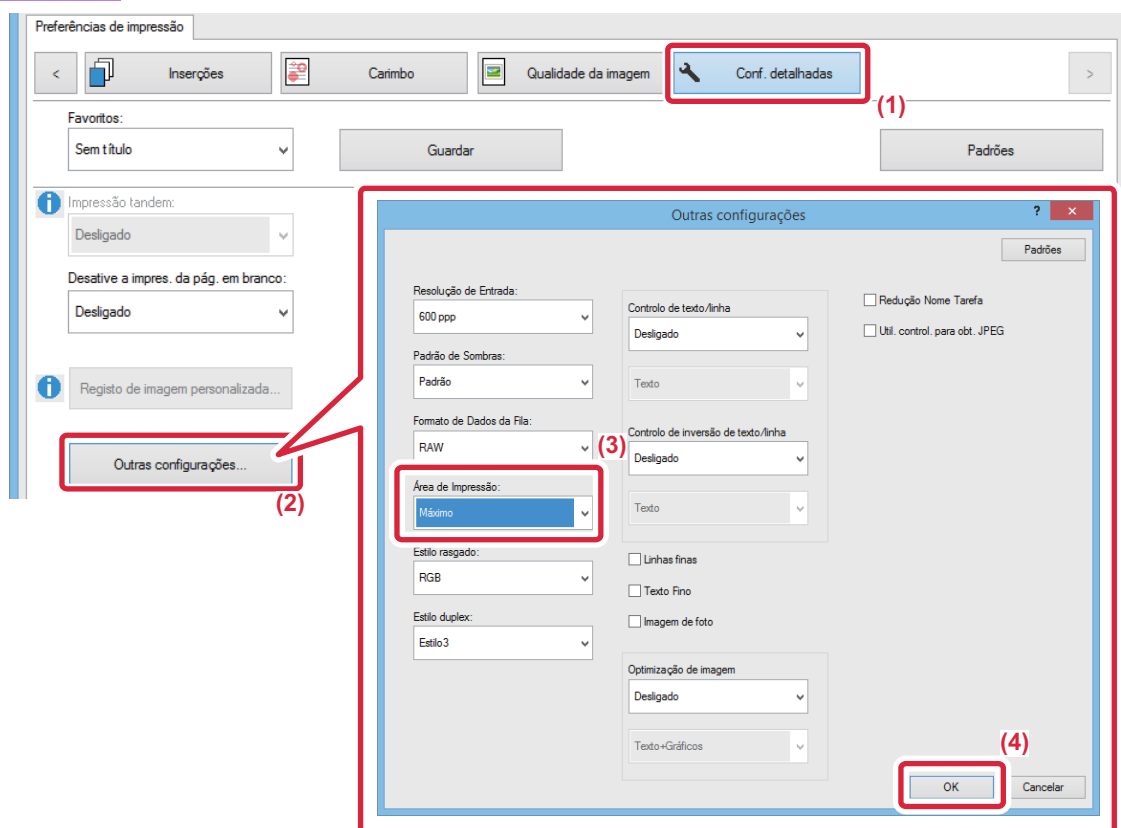 Preferências de impressão
<
Inserções
Carimbo
Qualidade da imagem
Conf. detalhadas
>
(1)
Favoritos:
Sem título
Guardar
Padrões
Impressão tandem:
Desligado
Desative a impres. da pág. em branco:
Desligado
Registo de imagem personalizada...
Outras configurações...
(2)
Outras configurações
?
×
Padrões
Resolução de Entrada:
600 ppp
Padrão de Sombras:
Padrão
Formato de Dados da Fila:
RAW
(3)
Área de Impressão:
Máximo
Estilo rasgado:
RGB
Estilo duplex:
Estilo3
Controlo de texto/linha
Desligado
Texto
Controlo de inversão de texto/linha
Desligado
Texto
Linhas finas
Texto Fino
Imagem de foto
Optimização de imagem
Desligado
Texto+Gráficos
Redução Nome Tarefa
Util. control. para obt. JPEG
(4)
OK
Cancelar